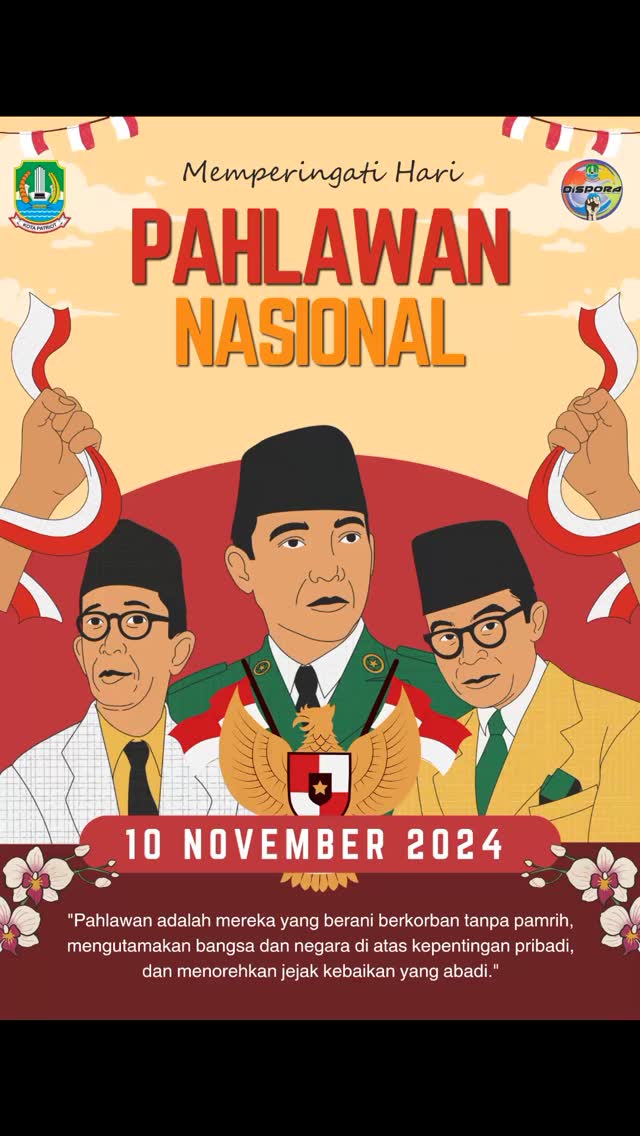 Memperingati Hari
KOTA PATRIOT
DISPORA
PAHLAWAN
NASIONAL
10 NOVEMBER 2024
"Pahlawan adalah mereka yang berani berkorban tanpa pamrih,
mengutamakan bangsa dan negara di atas kepentingan pribadi,
dan menorehkan jejak kebaikan yang abadi."